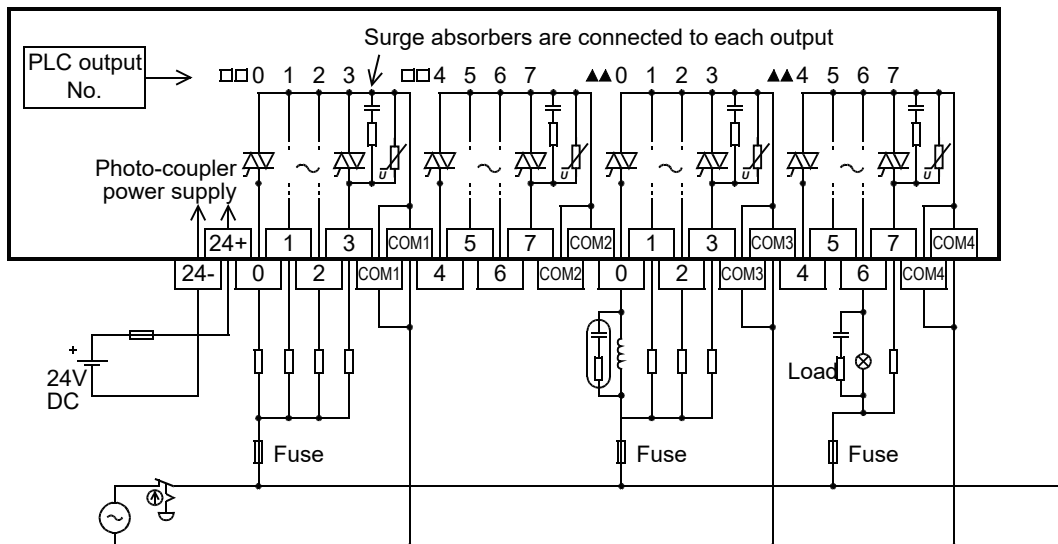 Surge absorbers are connected to each output
PLC output
No.
□□0 1 2 3 □□4 5 6 7 ▲▲0 1 2 3 ▲▲4 5 6 7
U U U U
Photo-coupler
power supply
24+ 1 3 COM1 5 7 COM2 1 3 COM3 5 7 COM4
24- 0 2 COM1 4 6 COM2 0 2 COM3 4 6 COM4
+
24V
DC
Load
Fuse Fuse Fuse